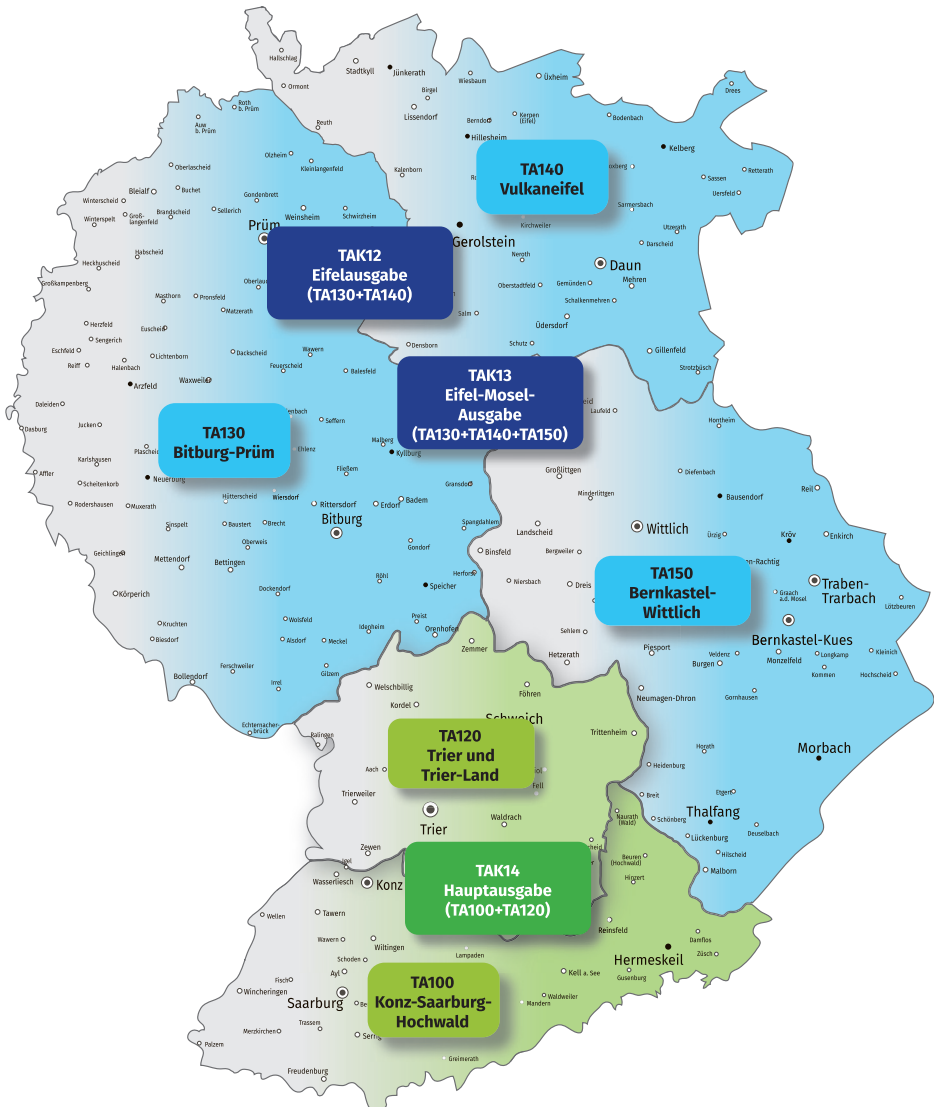 Hallschlag
Stadtkyll
Jünkerath
Ormont
Wiesbaum
Üxheim
Drees
Birgel
Lissendorf
Roth
b. Prüm
Auw
b. Prüm
Reuth
Berndorf
Kerpen
(Eifel)
Bodenbach
Hillesheim
Kelberg
Olzheim
Kleinlangenfeld
Oberlascheid
Kalenborn
TA140
Vulkaneifel
Retterath
Sassen
Uersfeld
Bleialf
Buchet
Gondenbrett
Winterscheid
Winterspelt
Groß-
langenfeld
Brandscheid
Sellerich
Weinsheim
Schwirzheim
Sarmersbach
Prüm
Kirchweiler
Utzerath
Gerolstein
Darscheid
Habscheid
Heckhuscheid
TAK12
Eifelausgabe
(TA130+TA140)
Neroth
Daun
Großkampenberg
Oberstadtfeld
Gemünden
Mehren
Masthorn
Pronsfeld
Schalkenmehren
Matzerath
Salm
Üdersdorf
Herzfeld
Euscheid
Sengerich
Eschfeld
Reiff
Halenbach
Lichtenborn
Dackscheid
Wawern
Densborn
Schutz
Gillenfeld
Feuerscheid
Balesfeld
Strotzbüsch
Arzfeld
Waxweiler
TAK13
Eifel-Mosel-
Ausgabe
(TA130+TA140+TA150)
Daleiden
Laufeld
Dasburg
Jucken
TA130
Bitburg-Prüm
Seffern
Hontheim
Malberg
Kyllburg
Ehlenz
Karlshausen
Affler
Scheitenkorb
Neuerburg
Fließem
Großlittgen
Diefenbach
Gransdorf
Minderlittgen
Bausendorf
Reil
Rodershausen
Muxerath
Hütterscheid
Wiersdorf
Rittersdorf
Erdorf
Badem
Sinspelt
Baustert
Brecht
Bitburg
Spangdahlem
Landscheid
Wittlich
Ürzig
Kröv
Enkirch
Oberweis
Gondorf
Binsfeld
Bergweiler
Geichlingen
Mettendorf
Bettingen
TA150
Bernkastel-
Wittlich
Röhl
Herforst
Niersbach
Dreis
Traben-
Trarbach
Speicher
Graach
a.d. Mosel
Lötzbeuren
Körperich
Dockendorf
Wolsfeld
Preist
Bernkastel-Kues
Kruchten
Idenheim
Orenhofen
Sehlem
Biesdorf
Alsdorf
Meckel
Zemmer
Piesport
Veldenz
Monzelfeld
Longkamp
Kleinich
Hetzerath
Burgen
Kommen
Hochscheid
Ferschweiler
Gilzem
Bollendorf
Irrel
Welschbillig
Föhren
Neumagen-Dhron
Gornhausen
Kordel
Schweich
Echternacher-
brück
Ralingen
TA120
Trier und
Trier-Land
Trittenheim
Horath
Morbach
Aach
Heidenburg
Fell
Trierweiler
Breit
Etgert
Trier
Waldrach
Naurath
(Wald)
Schönberg
Thalfang
Deuselbach
Lückenburg
Zewen
Igel
TAK14
Hauptausgabe
(TA100+TA120)
Beuren
(Hochwald)
Hilscheid
Wasserliesch
Konz
Hinzert
Malborn
Wellen
Tawern
Reinsfeld
Wawern
Wiltingen
Damflos
Lampaden
Hermeskeil
Züsch
Schoden
Ayl
TA100
Konz-Saarburg-
Hochwald
Kell a. See
Gusenburg
Fisch
Wincheringen
Saarburg
Waldweiler
Mandern
Trassem
Merzkirchen
Palzem
Greimerath
Freudenburg